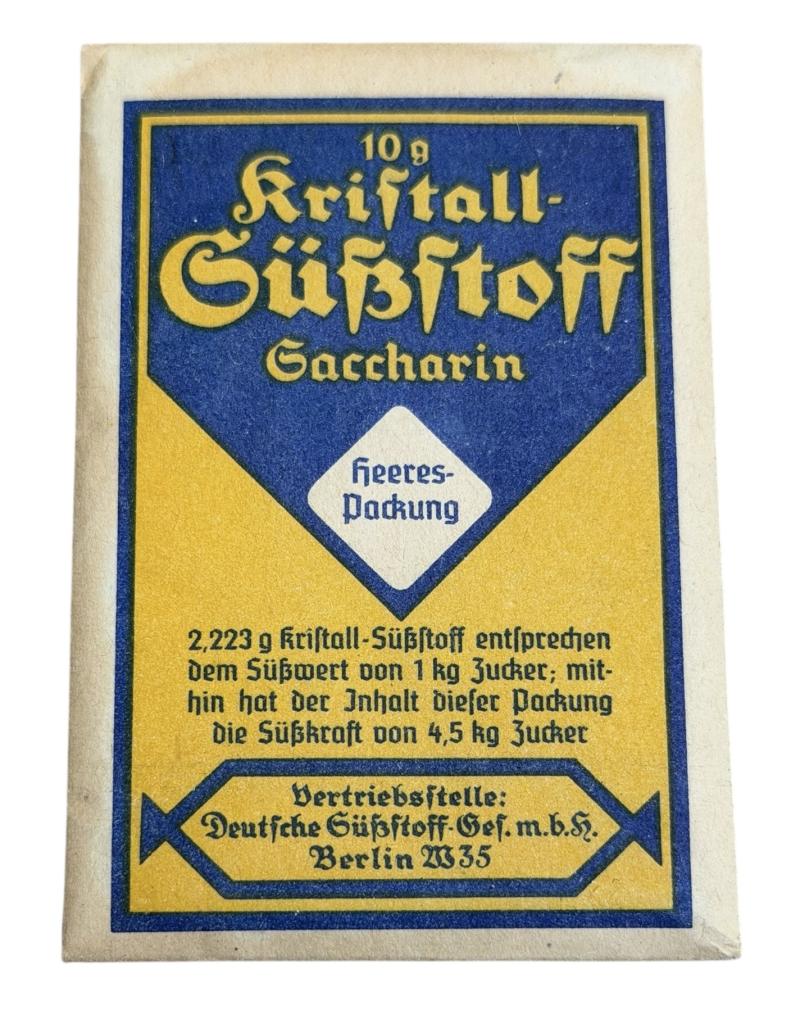 10 g
Kristall-
Süßstoff
Saccharin
Heeres-
Packung
2,223 g Kristall-Süßstoff entsprechen
dem Süßwert von 1 kg Zucker; mit-
hin hat der Inhalt dieser Packung
die Süßkraft von 4,5 kg Zucker
Vertriebsstelle:
Deutsche Süßstoff-Ges. m. b. H.
Berlin W 35